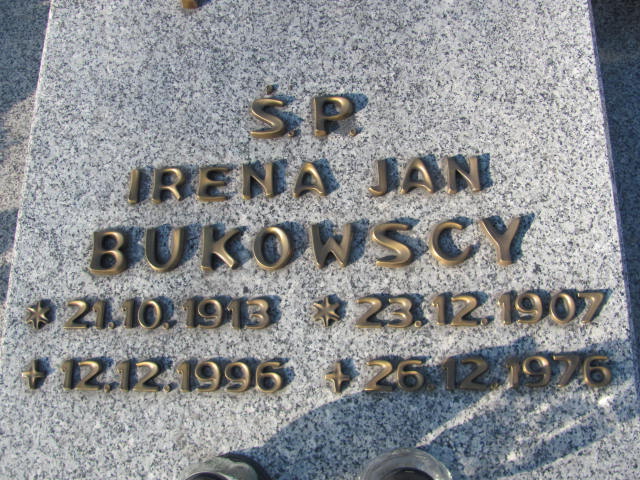 Ś.P.
IRENA JAN
BUKOWSCY
* 21.10.1913 * 23.12.1907
+ 12.12.1996 + 26.12.1976